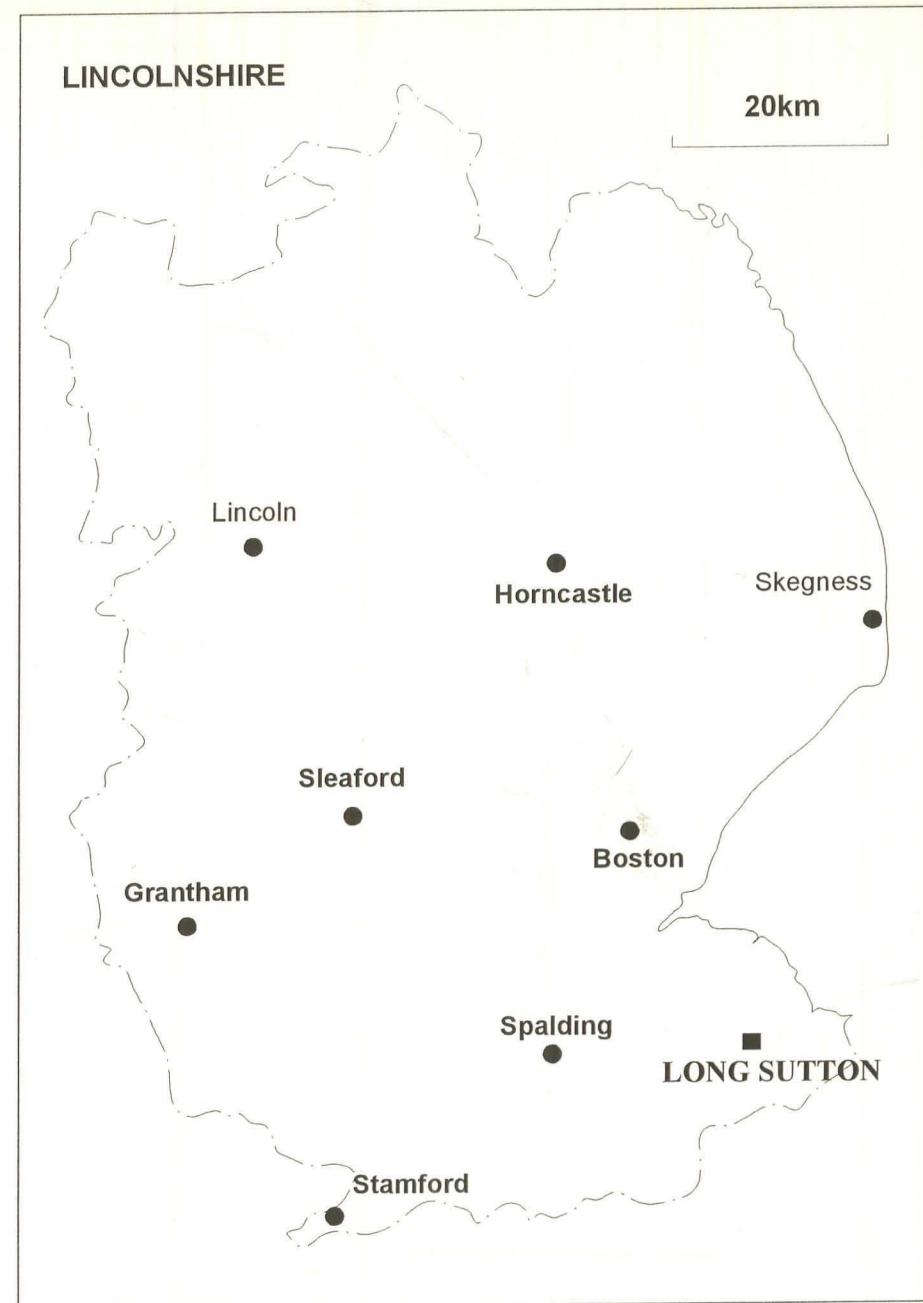 LINCOLNSHIRE
20km
Lincoln
Horncastle
Skegness
Sleaford
Boston
Grantham
Spalding
LONG SUTTON
Stamford